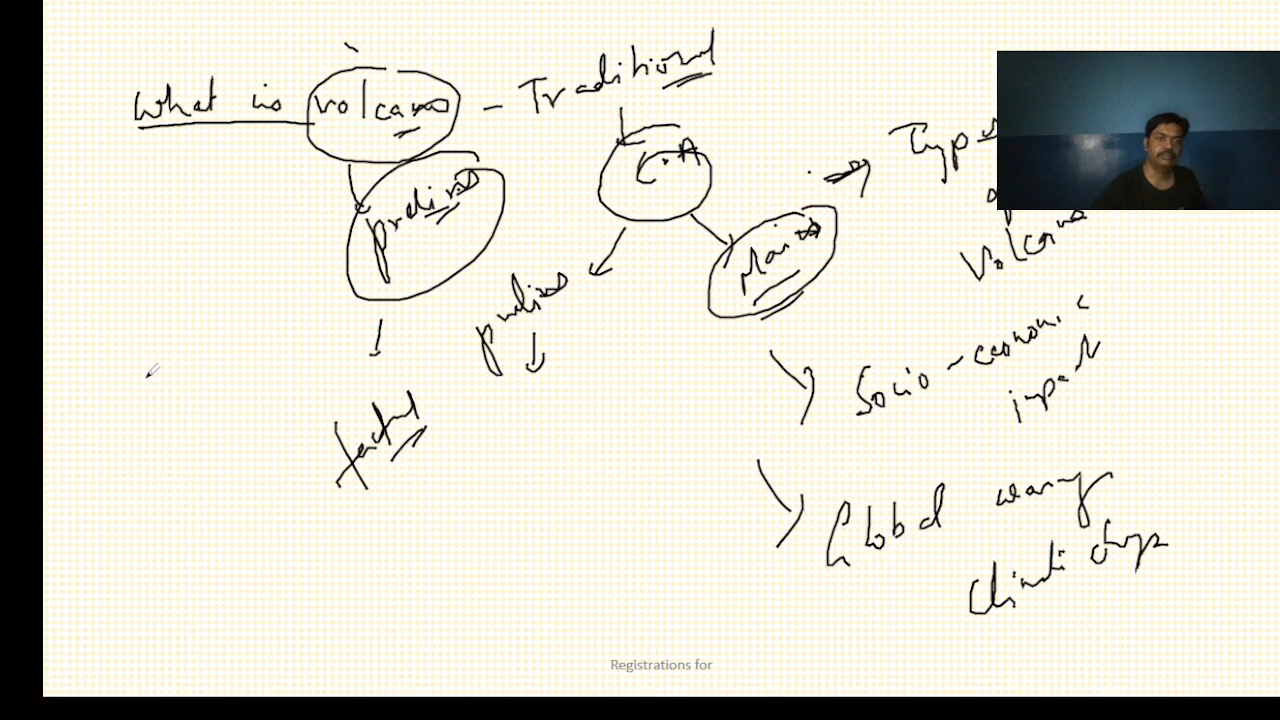 What is volcano - Traditional
C.A
prelims
Types
of
Volcano
mains
prelims
Socio-economic
impact
factual
Global warming
Climate change
Registrations for